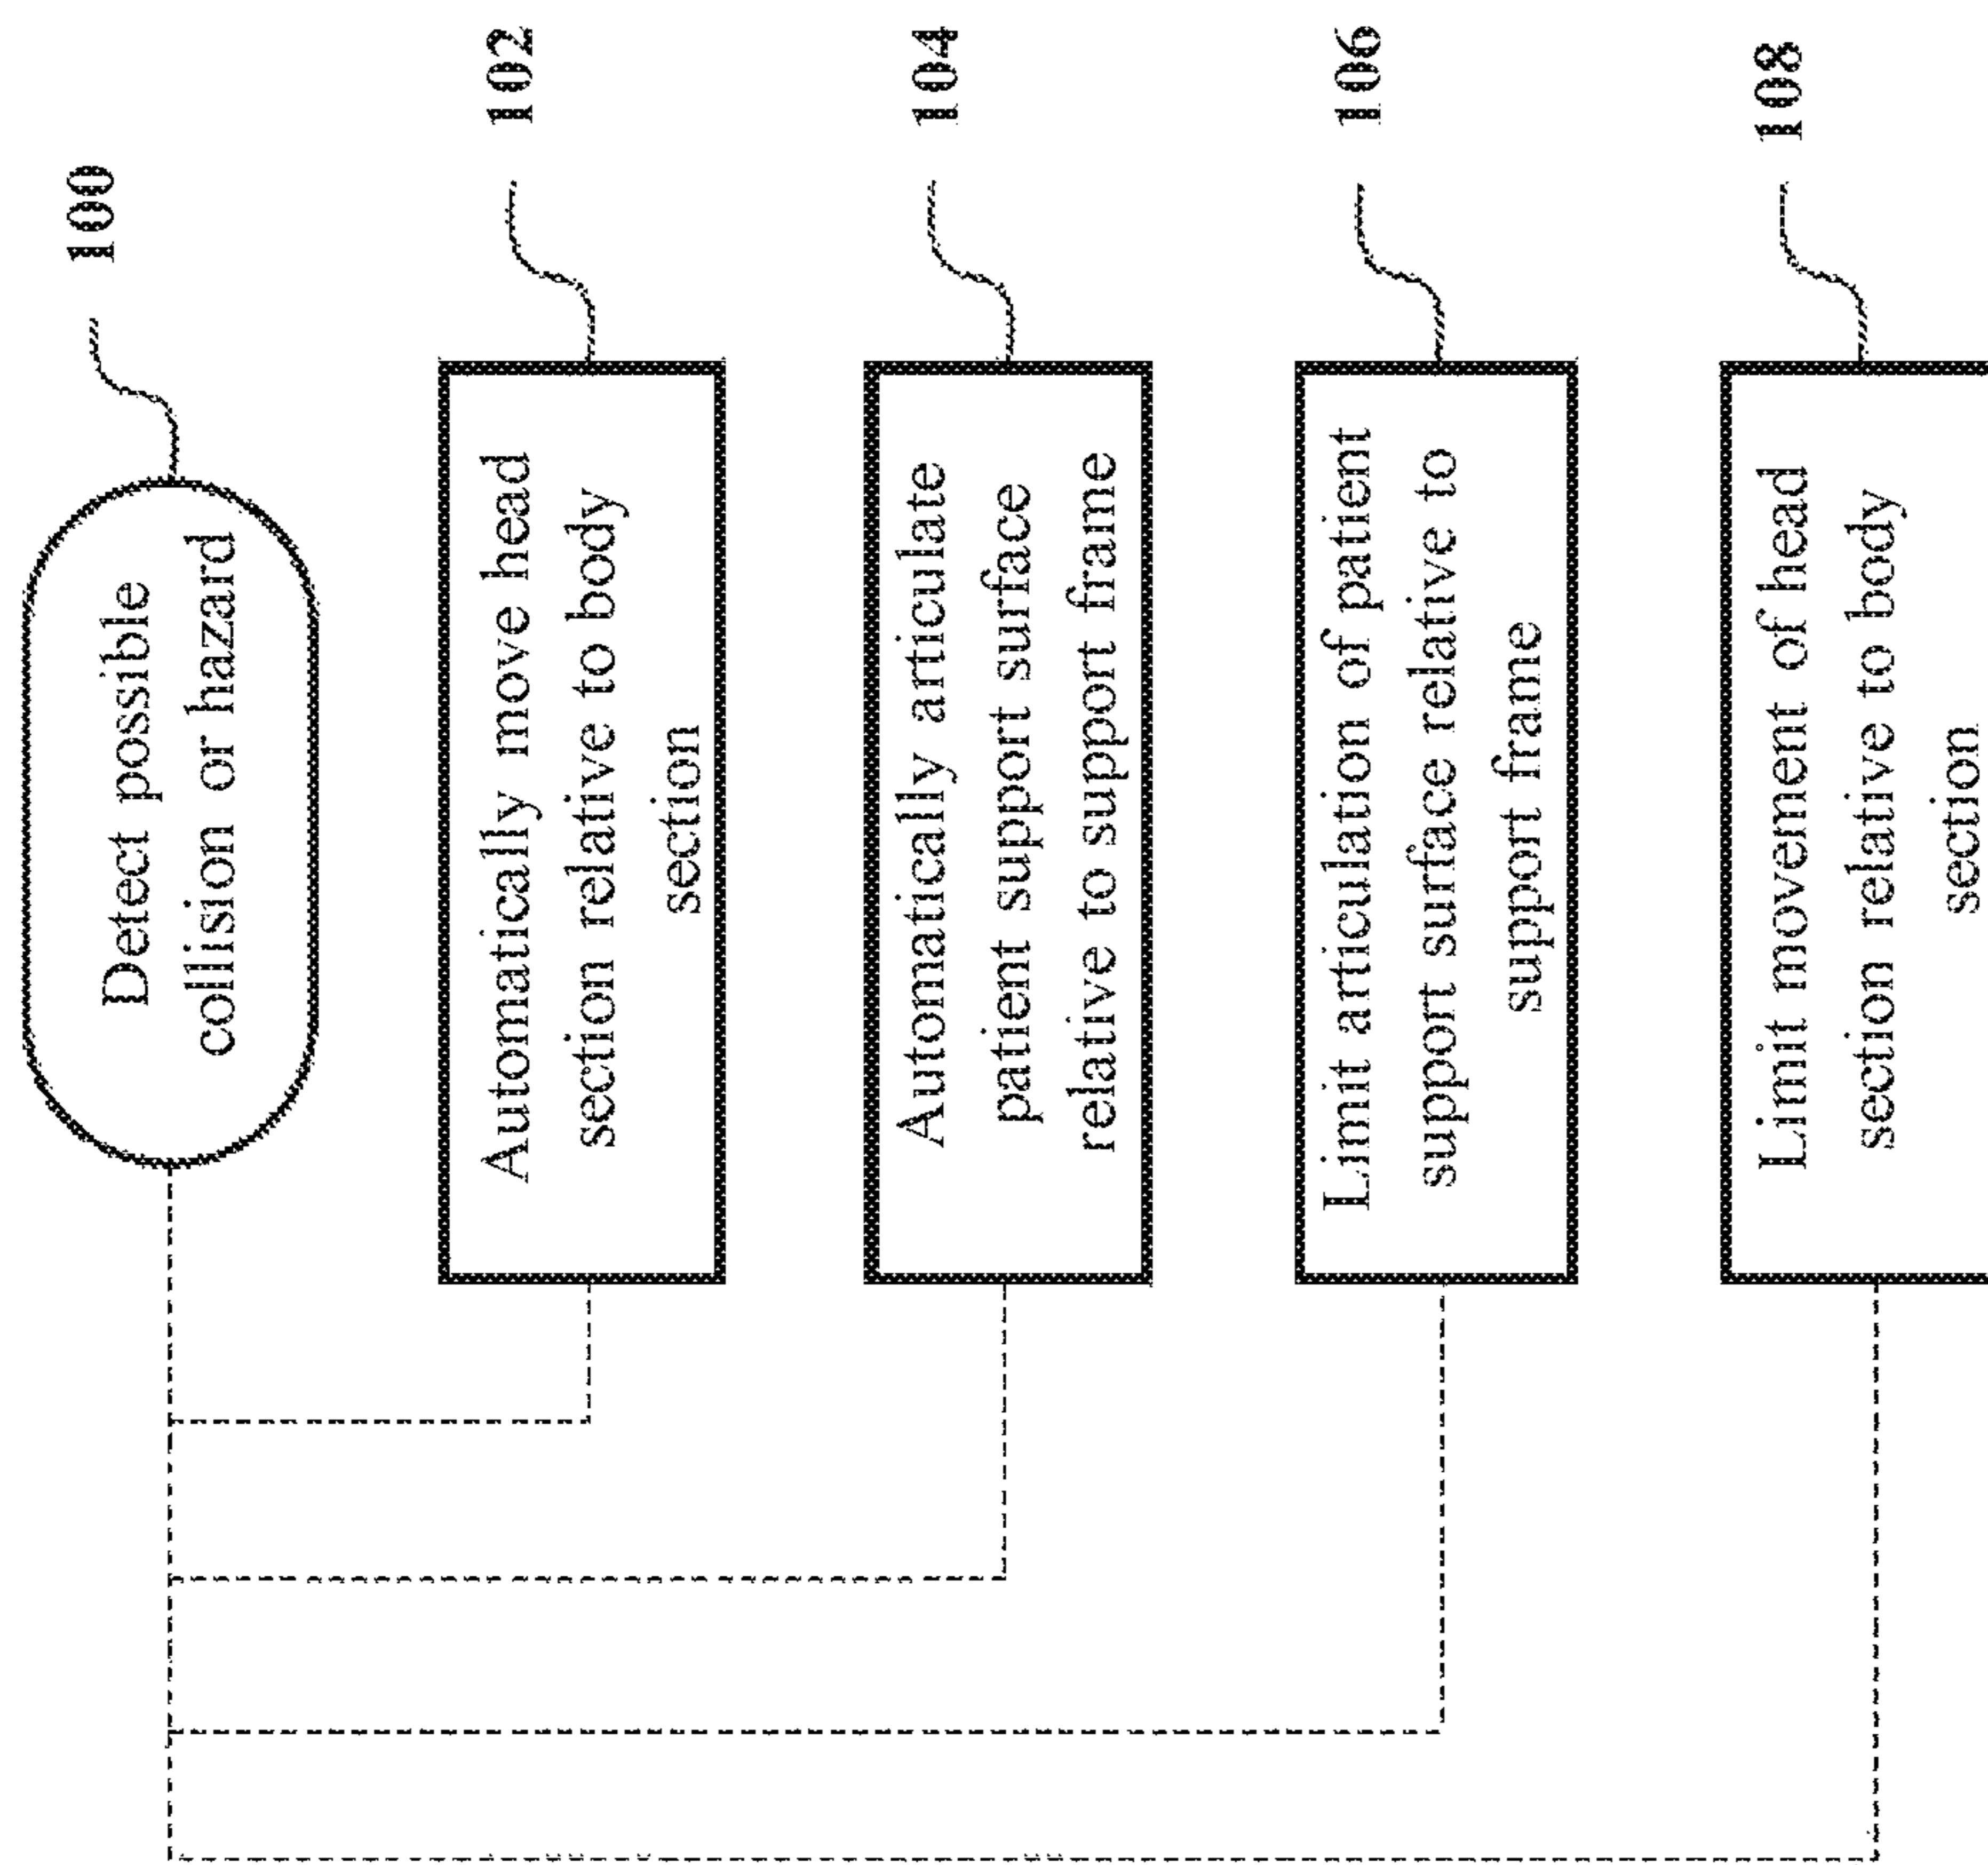 100
Detect possible
collision or hazard
102
Automatically move head
section relative to body
section
104
Automatically articulate
patient support surface
relative to support frame
106
Limit articulation of patient
support surface relative to
support frame
108
Limit movement of head
section relative to body
section